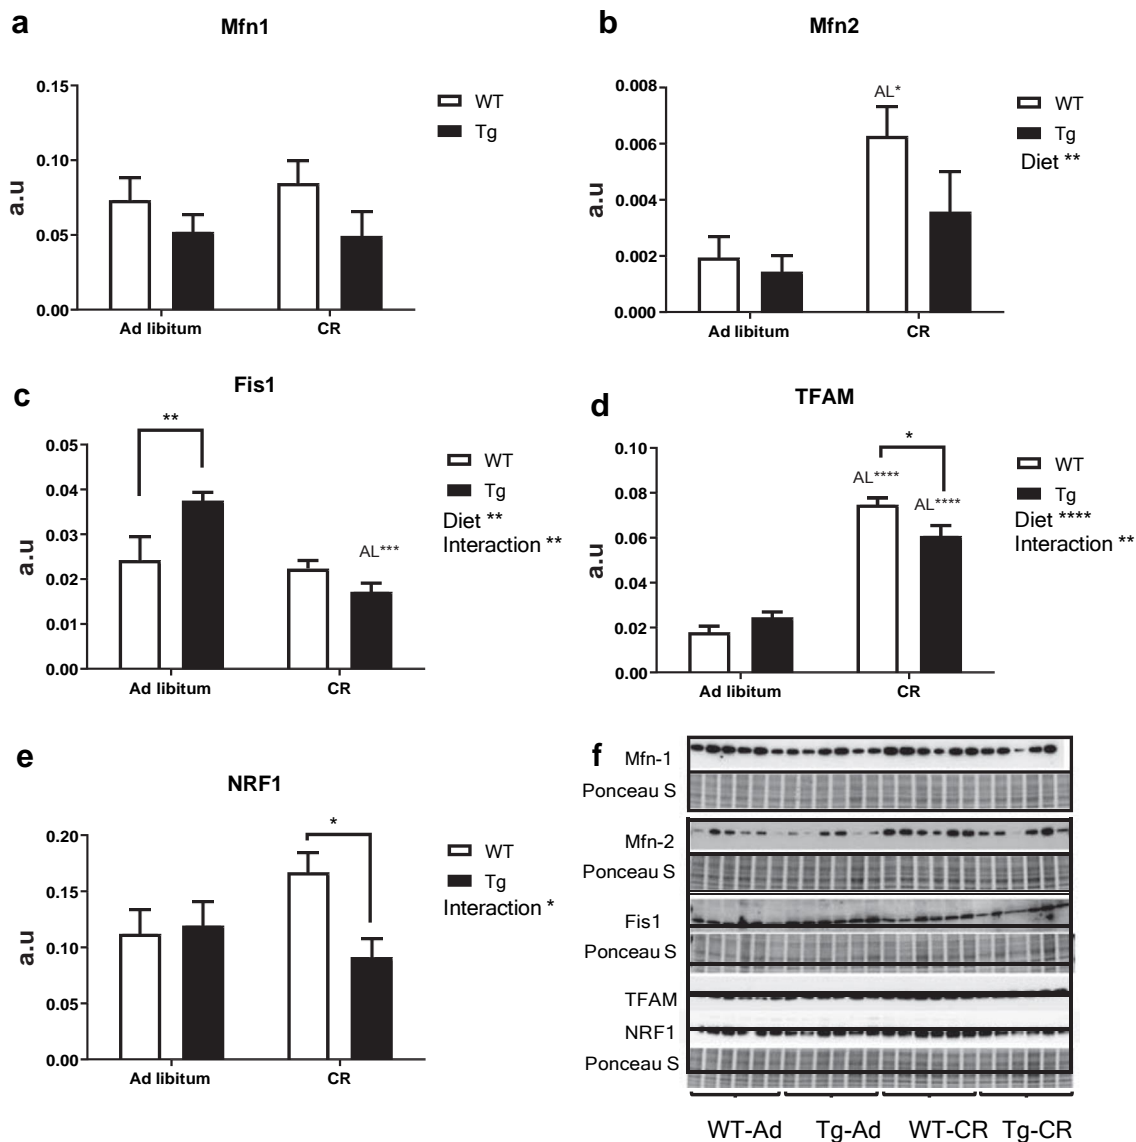 a
Mfn1
0.15
0.10
0.05
0.00
a.u
Ad libitum
CR
WT
Tg
b
Mfn2
0.008
0.006
0.004
0.002
0.000
a.u
AL*
Ad libitum
CR
WT
Tg
Diet **
c
Fis1
0.05
0.04
0.03
0.02
0.01
0.00
a.u
**
AL***
Ad libitum
CR
WT
Tg
Diet **
Interaction **
d
TFAM
0.10
0.08
0.06
0.04
0.02
0.00
a.u
*
AL****
AL****
Ad libitum
CR
WT
Tg
Diet ****
Interaction **
e
NRF1
0.20
0.15
0.10
0.05
0.00
a.u
*
Ad libitum
CR
WT
Tg
Interaction *
f
Mfn-1
Ponceau S
Mfn-2
Ponceau S
Fis1
Ponceau S
TFAM
NRF1
Ponceau S
WT-Ad Tg-Ad WT-CR Tg-CR